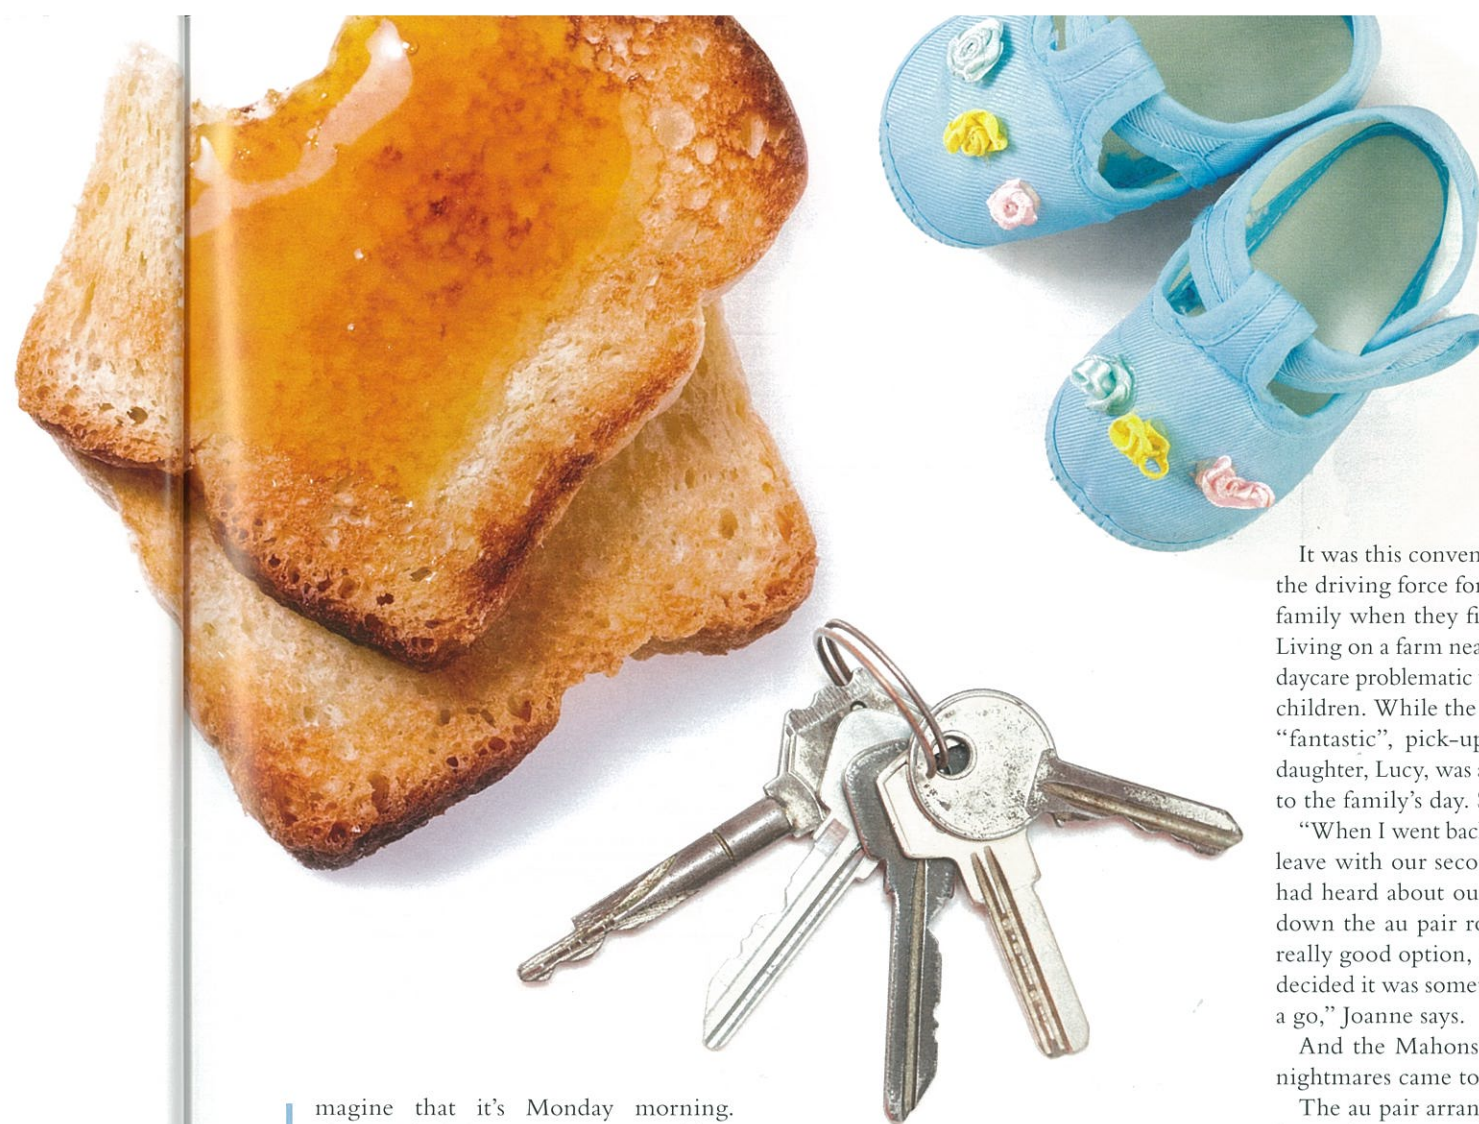 magine that it's Monday morning.
It was this conven
the driving force for
family when they fi
Living on a farm nea
daycare problematic
children. While the
“fantastic”, pick-up
daughter, Lucy, was a
to the family's day. S
“When I went bac
leave with our seco
had heard about ou
down the au pair ro
really good option,
decided it was some
a go,” Joanne says.
And the Mahons
nightmares came to
The au pair arran